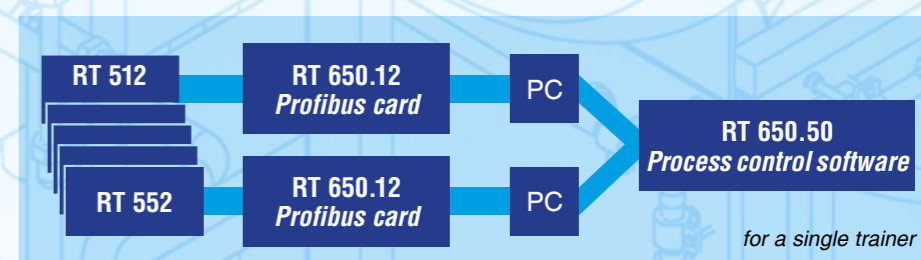 RT 512
RT 650.12
Profibus card
PC
RT 650.50
Process control software
RT 552
RT 650.12
Profibus card
PC
for a single trainer